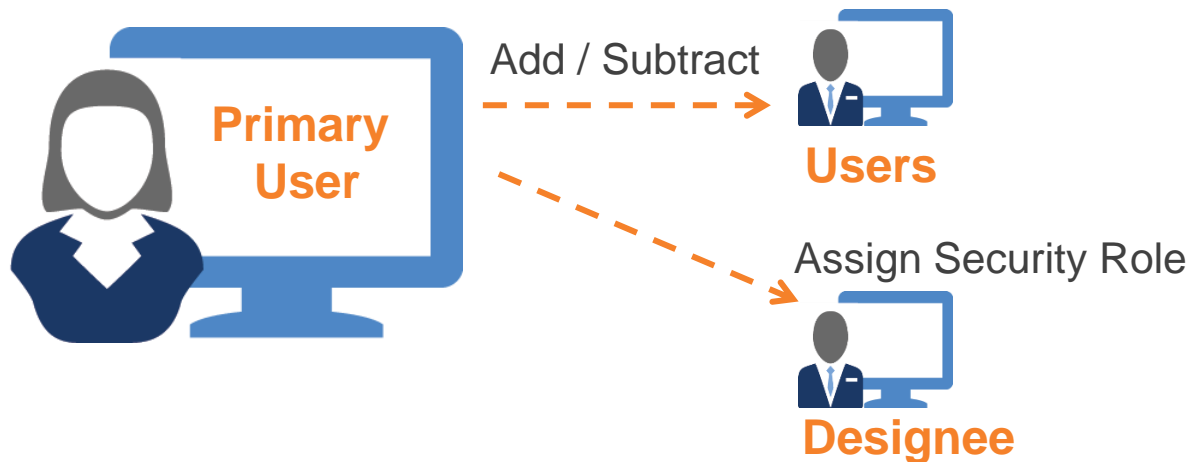 Add / Subtract
Primary
User
Users
Assign Security Role
Designee